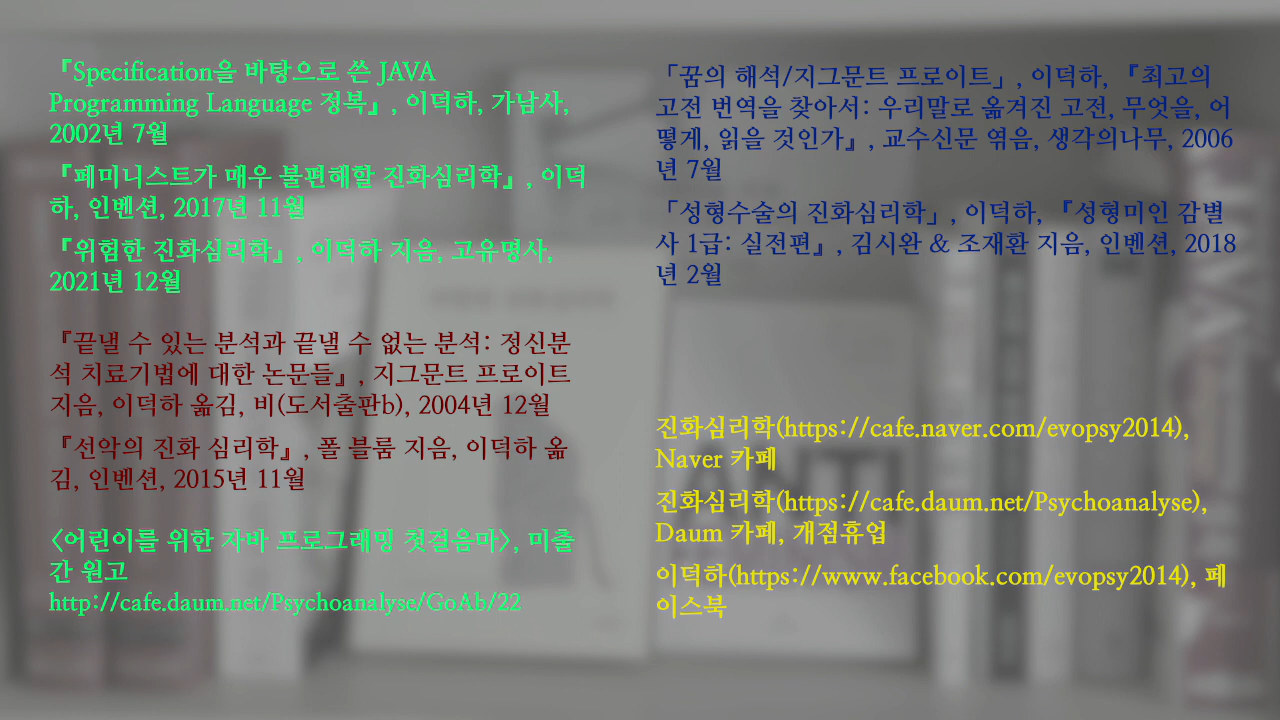 『Specification을 바탕으로 쓴 JAVA
Programming Language 정복』, 이덕하, 가남사,
2002년 7월
『페미니스트가 매우 불편해할 진화심리학』, 이덕
하, 인벤션, 2017년 11월
『위험한 진화심리학』, 이덕하 지음, 고유명사,
2021년 12월
『끝낼 수 있는 분석과 끝낼 수 없는 분석: 정신분
석 치료기법에 대한 논문들』, 지그문트 프로이트
지음, 이덕하 옮김, 비(도서출판b), 2004년 12월
『선악의 진화 심리학』, 폴 블룸 지음, 이덕하 옮
김, 인벤션, 2015년 11월
<어린이를 위한 자바 프로그래밍 첫걸음마>, 미출
간 원고
http://cafe.daum.net/Psychoanalyse/GoAb/22
「꿈의 해석/지그문트 프로이트」, 이덕하, 『최고의
고전 번역을 찾아서: 우리말로 옮겨진 고전, 무엇을, 어
떻게, 읽을 것인가』, 교수신문 엮음, 생각의나무, 2006
년 7월
「성형수술의 진화심리학」, 이덕하, 『성형미인 감별
사 1급: 실전편』, 김시완 & 조재환 지음, 인벤션, 2018
년 2월
진화심리학(https://cafe.naver.com/evopsy2014),
Naver 카페
진화심리학(https://cafe.daum.net/Psychoanalyse),
Daum 카페, 개점휴업
이덕하(https://www.facebook.com/evopsy2014), 페
이스북